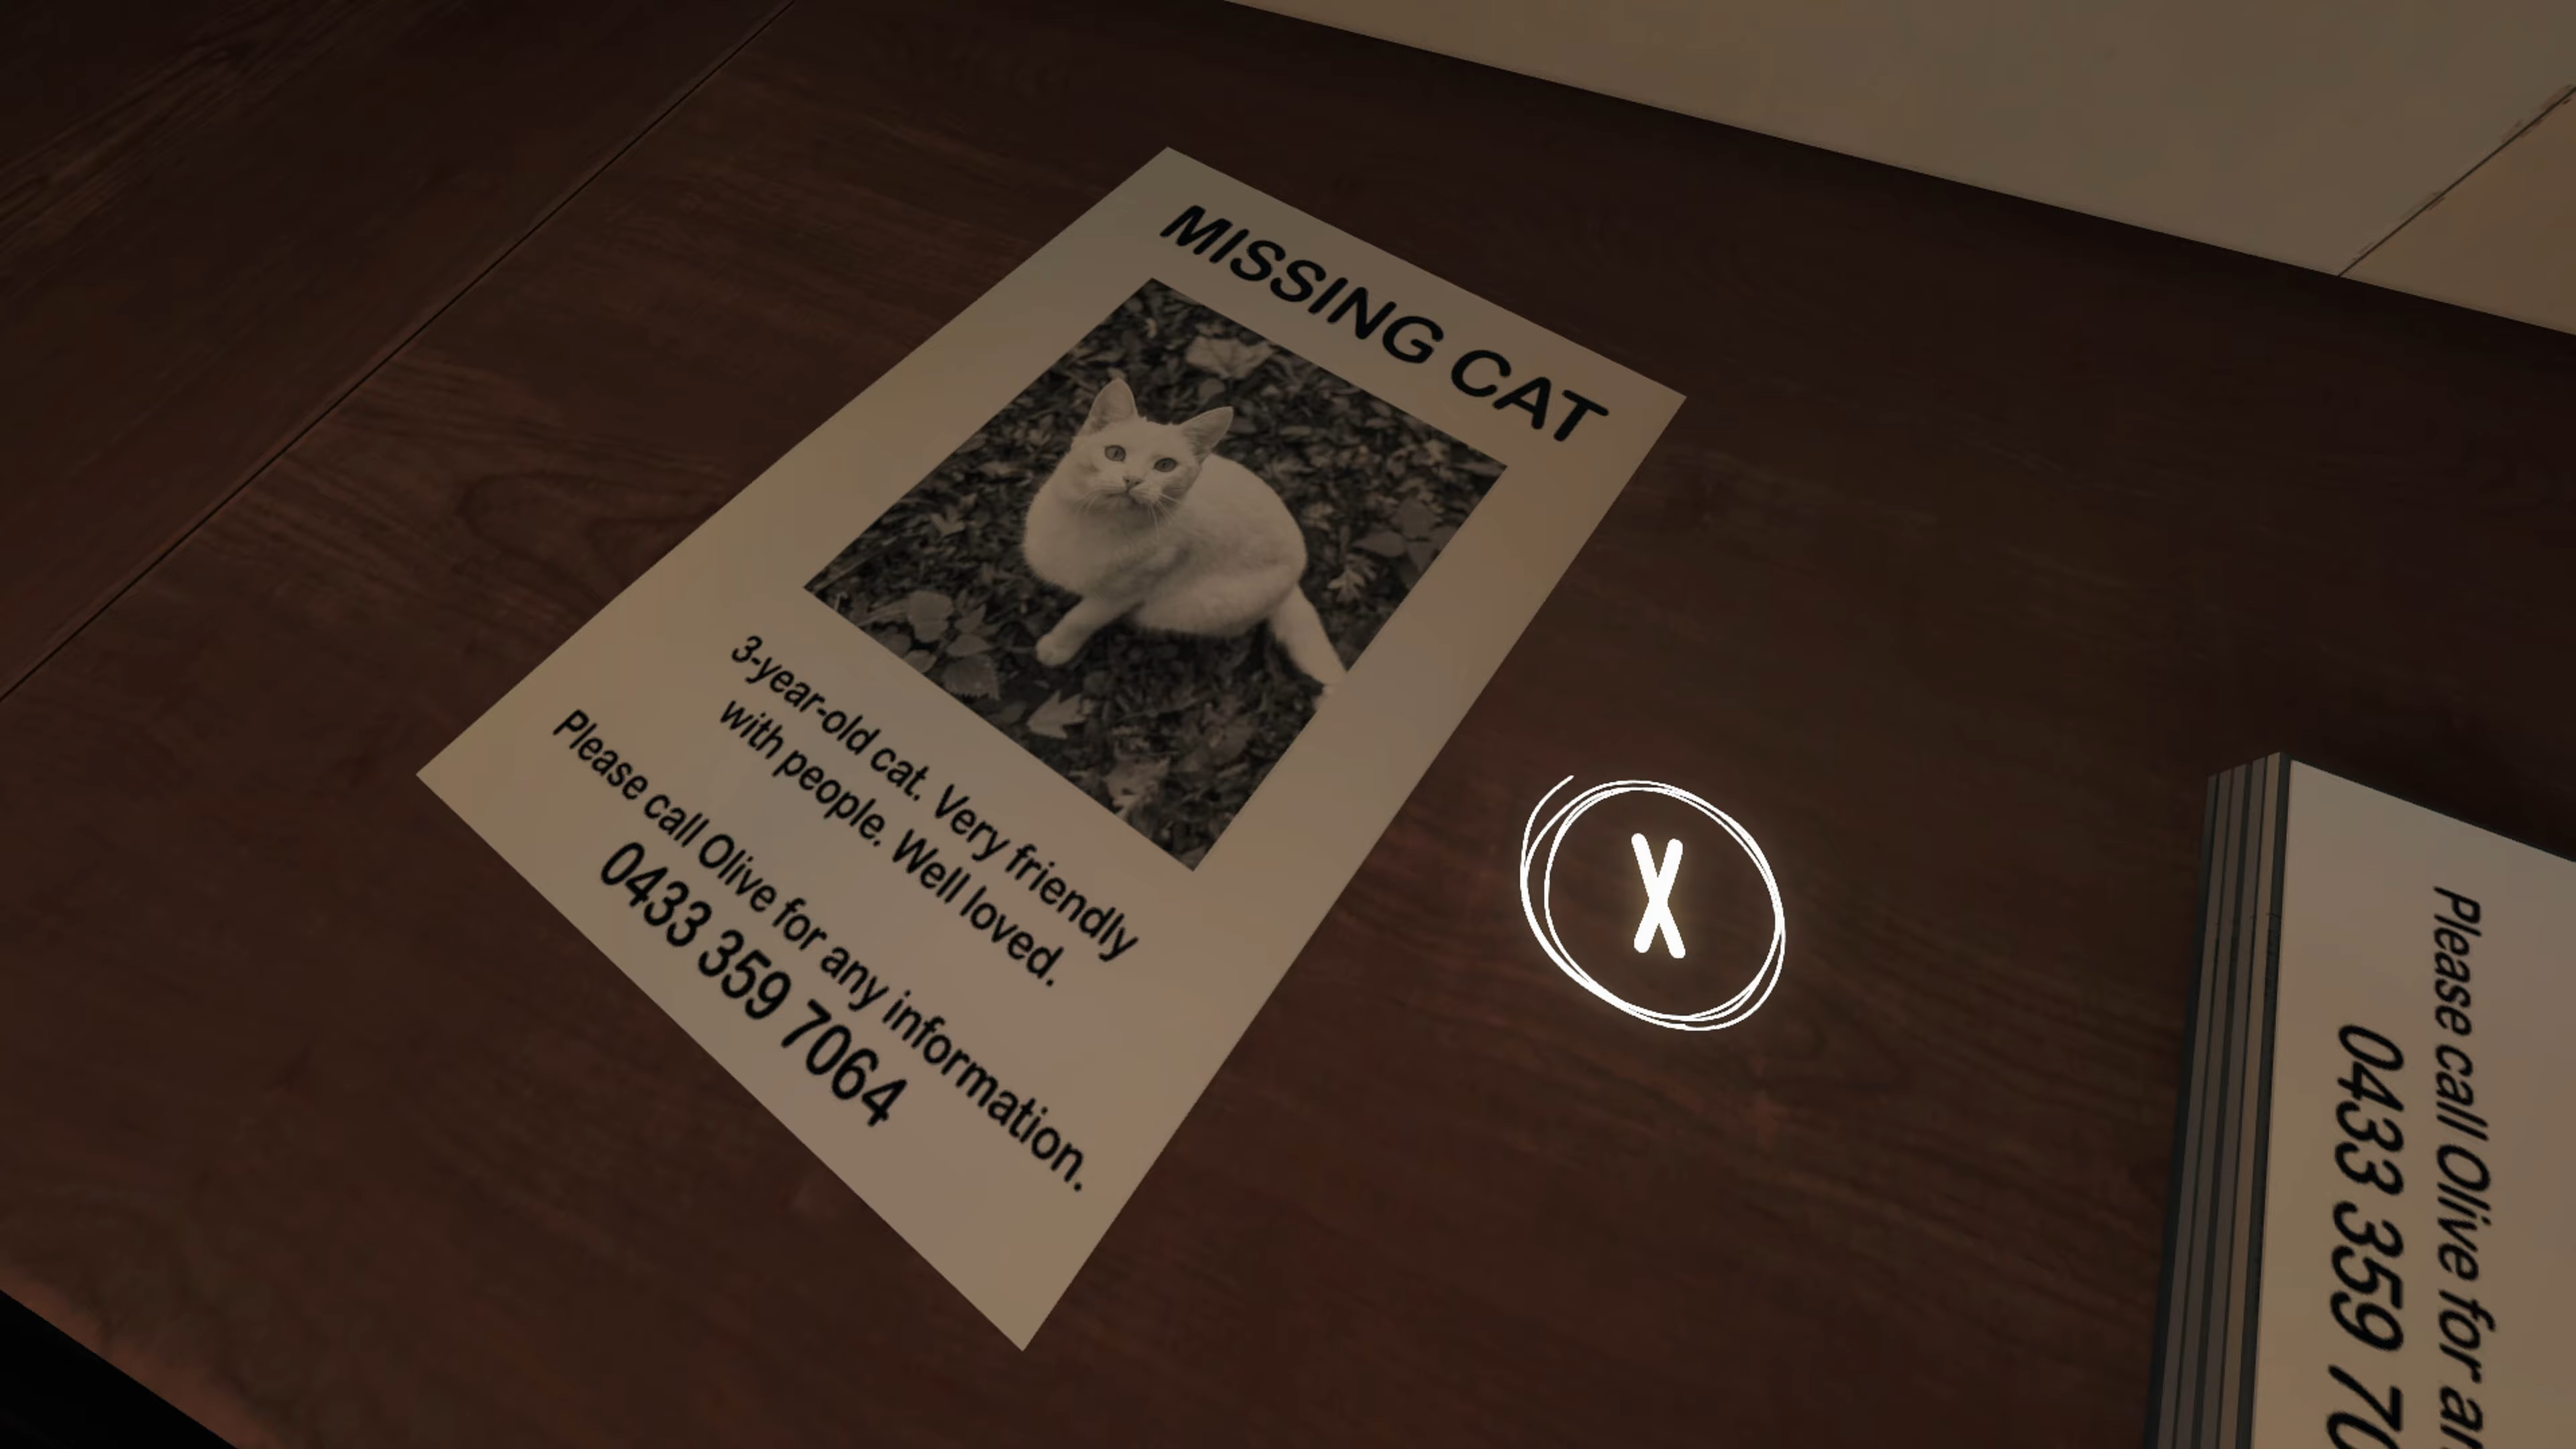 MISSING CAT
3-year-old cat. Very friendly
with people. Well loved.
Please call Olive for any information.
0433 359 7064
X
Please call Olive for
0433 359